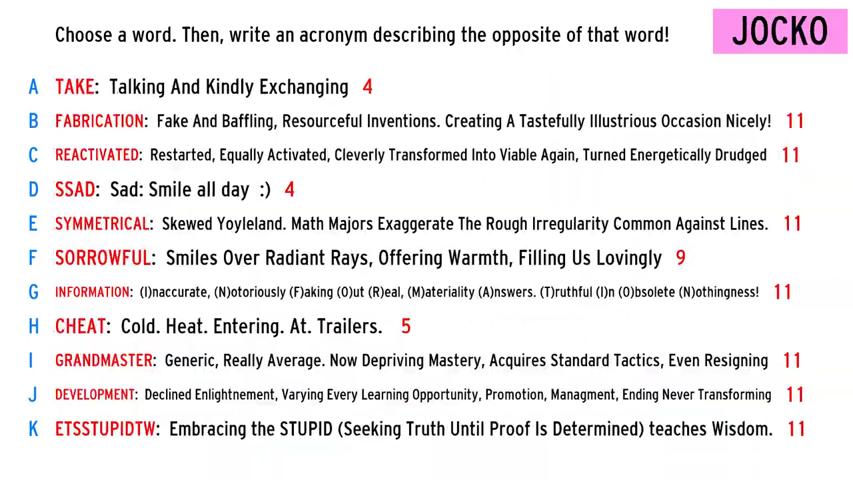 Choose a word. Then, write an acronym describing the opposite of that word!
JOCKO
A TAKE: Talking And Kindly Exchanging 4
B FABRICATION: Fake And Baffling, Resourceful Inventions. Creating A Tastefully Illustrious Occasion Nicely! 11
C REACTIVATED: Restarted, Equally Activated, Cleverly Transformed Into Viable Again, Turned Energetically Drudged 11
D SSAD: Sad: Smile all day :) 4
E SYMMETRICAL: Skewed Yoyleland. Math Majors Exaggerate The Rough Irregularity Common Against Lines. 11
F SORROWFUL: Smiles Over Radiant Rays, Offering Warmth, Filling Us Lovingly 9
G INFORMATION: (I)naccurate, (N)otoriously (F)aking (O)ut (R)eal, (M)ateriality (A)nswers. (T)ruthful (I)n (O)bsolete (N)othingness! 11
H CHEAT: Cold. Heat. Entering. At. Trailers. 5
I GRANDMASTER: Generic, Really Average. Now Depriving Mastery, Acquires Standard Tactics, Even Resigning 11
J DEVELOPMENT: Declined Enlightnement, Varying Every Learning Opportunity, Promotion, Managment, Ending Never Transforming 11
K ETSSTUPIDTW: Embracing the STUPID (Seeking Truth Until Proof Is Determined) teaches Wisdom. 11